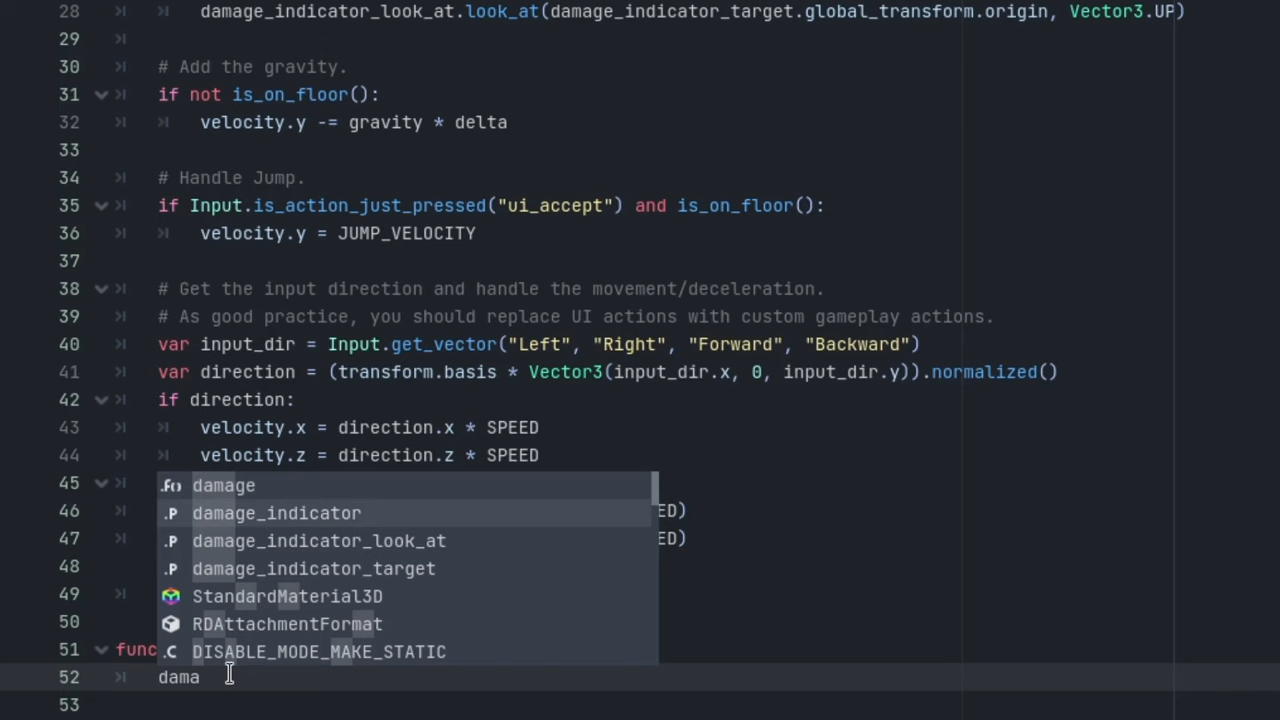 28 damage_indicator_look_at.look_at(damage_indicator_target.global_transform.origin, Vector3.UP)
29
30 # Add the gravity.
31 if not is_on_floor():
32 velocity.y -= gravity * delta
33
34 # Handle Jump.
35 if Input.is_action_just_pressed("ui_accept") and is_on_floor():
36 velocity.y = JUMP_VELOCITY
37
38 # Get the input direction and handle the movement/deceleration.
39 # As good practice, you should replace UI actions with custom gameplay actions.
40 var input_dir = Input.get_vector("Left", "Right", "Forward", "Backward")
41 var direction = (transform.basis * Vector3(input_dir.x, 0, input_dir.y)).normalized()
42 if direction:
43 velocity.x = direction.x * SPEED
44 velocity.z = direction.z * SPEED
45 .f() damage
46 .P damage_indicator ED)
47 .P damage_indicator_look_at ED)
48 .P damage_indicator_target
49 StandardMaterial3D
50 RDAttachmentFormat
51 func .C DISABLE_MODE_MAKE_STATIC
52 dama
53